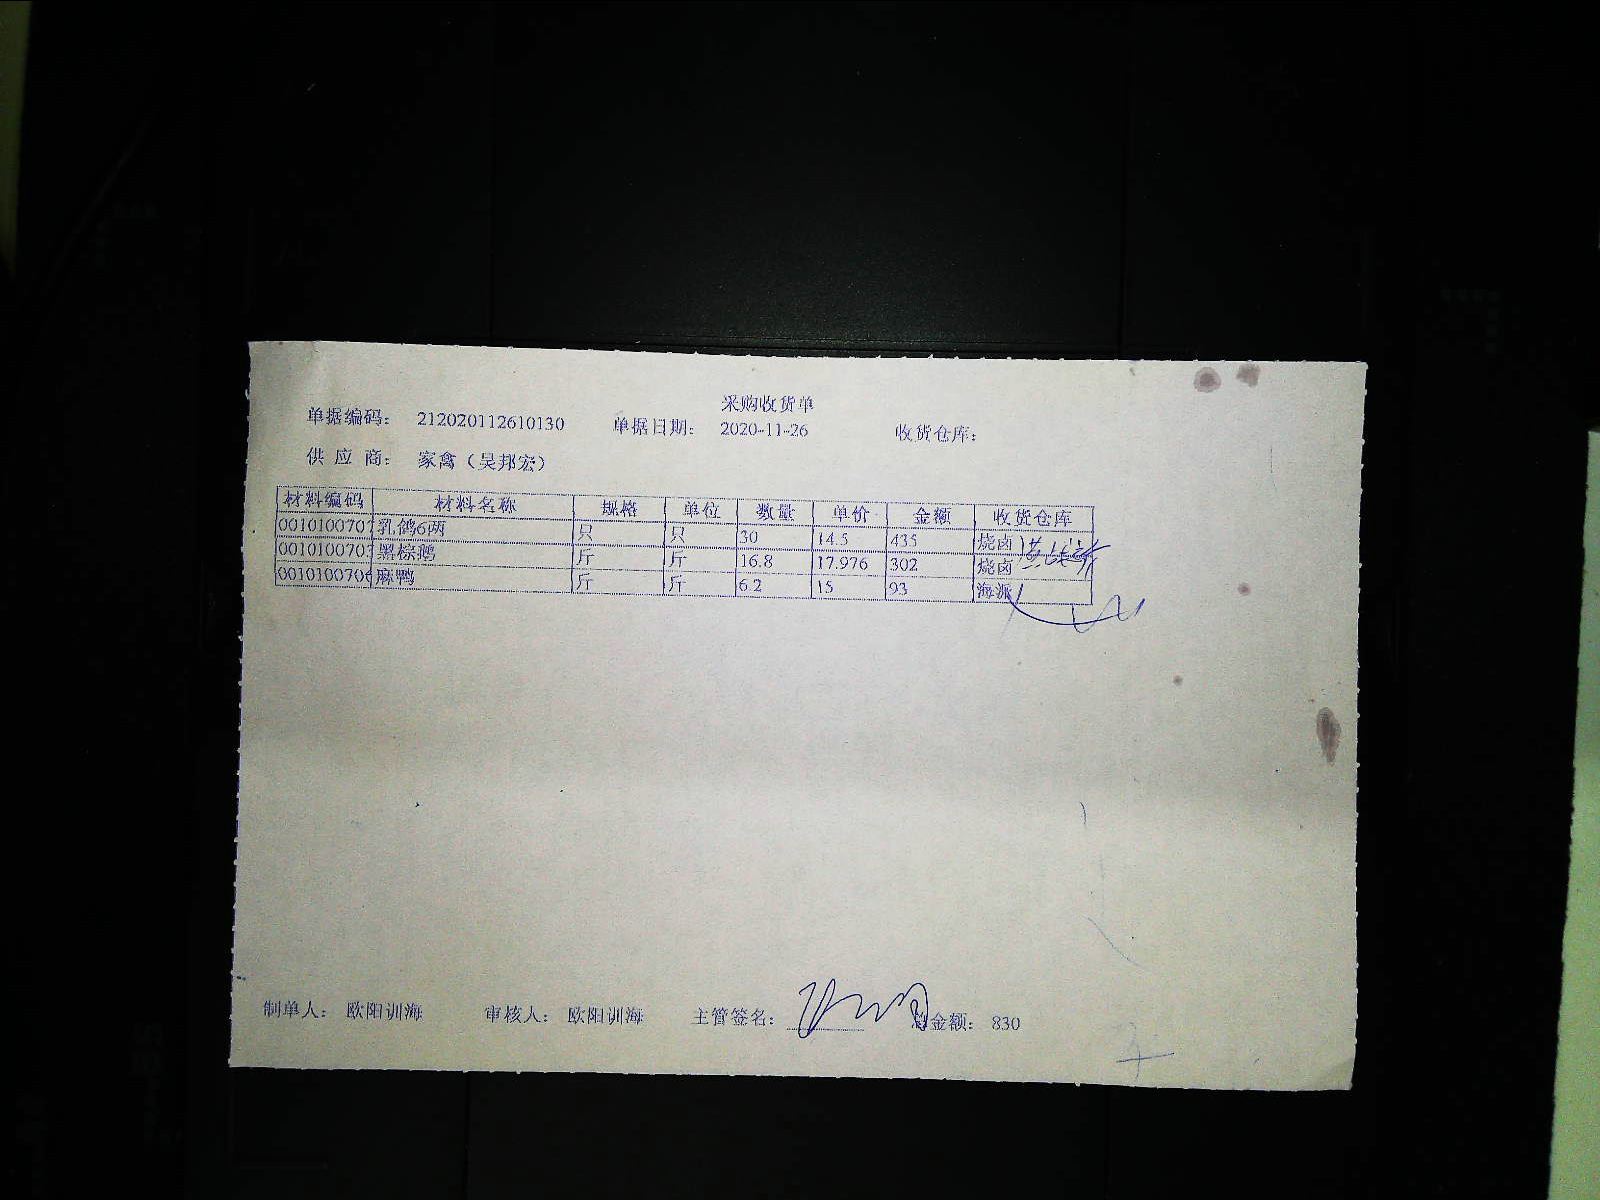 采购收货单
单据编码： 212020112610130 单据日期： 2020-11-26 收货仓库：
供 应 商： 家禽（吴邦宏）
材料编码 材料名称 规格 单位 数量 单价 金额 收货仓库
0010100707 乳鸽6两 只 只 30 14.5 435 烧卤
0010100703 黑棕鹅 斤 斤 16.8 17.976 302 烧卤
0010100706 麻鸭 斤 斤 6.2 15 93 海派
制单人： 欧阳训海 审核人： 欧阳训海 主管签名： 总金额： 830